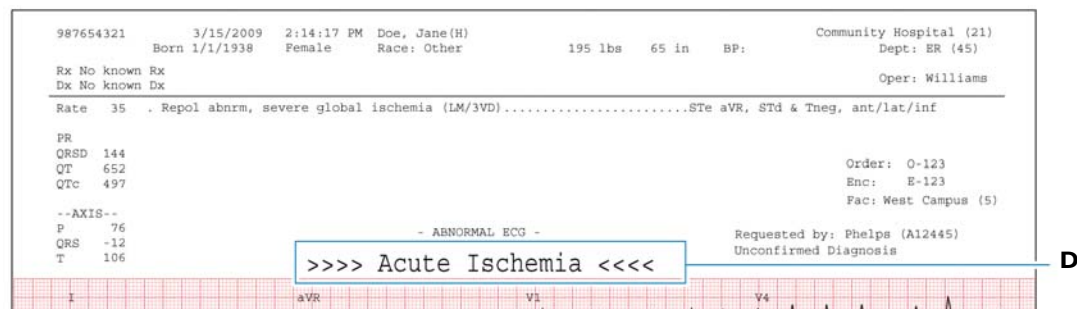 987654321 3/15/2009 2:14:17 PM Doe, Jane(H) Community Hospital (21)
Born 1/1/1938 Female Race: Other 195 lbs 65 in BP: Dept: ER (45)
Rx No known Rx
Dx No known Dx
Oper: Williams
Rate 35 . Repol abnrm, severe global ischemia (LM/3VD).......................STe aVR, STd & Tneg, ant/lat/inf
PR
QRSD 144
QT 652
QTc 497
Order: O-123
Enc: E-123
Fac: West Campus (5)
--AXIS--
P 76
QRS -12
T 106
- ABNORMAL ECG -
Requested by: Phelps (A12445)
Unconfirmed Diagnosis
>>>> Acute Ischemia <<<<
D
I aVR V1 V4